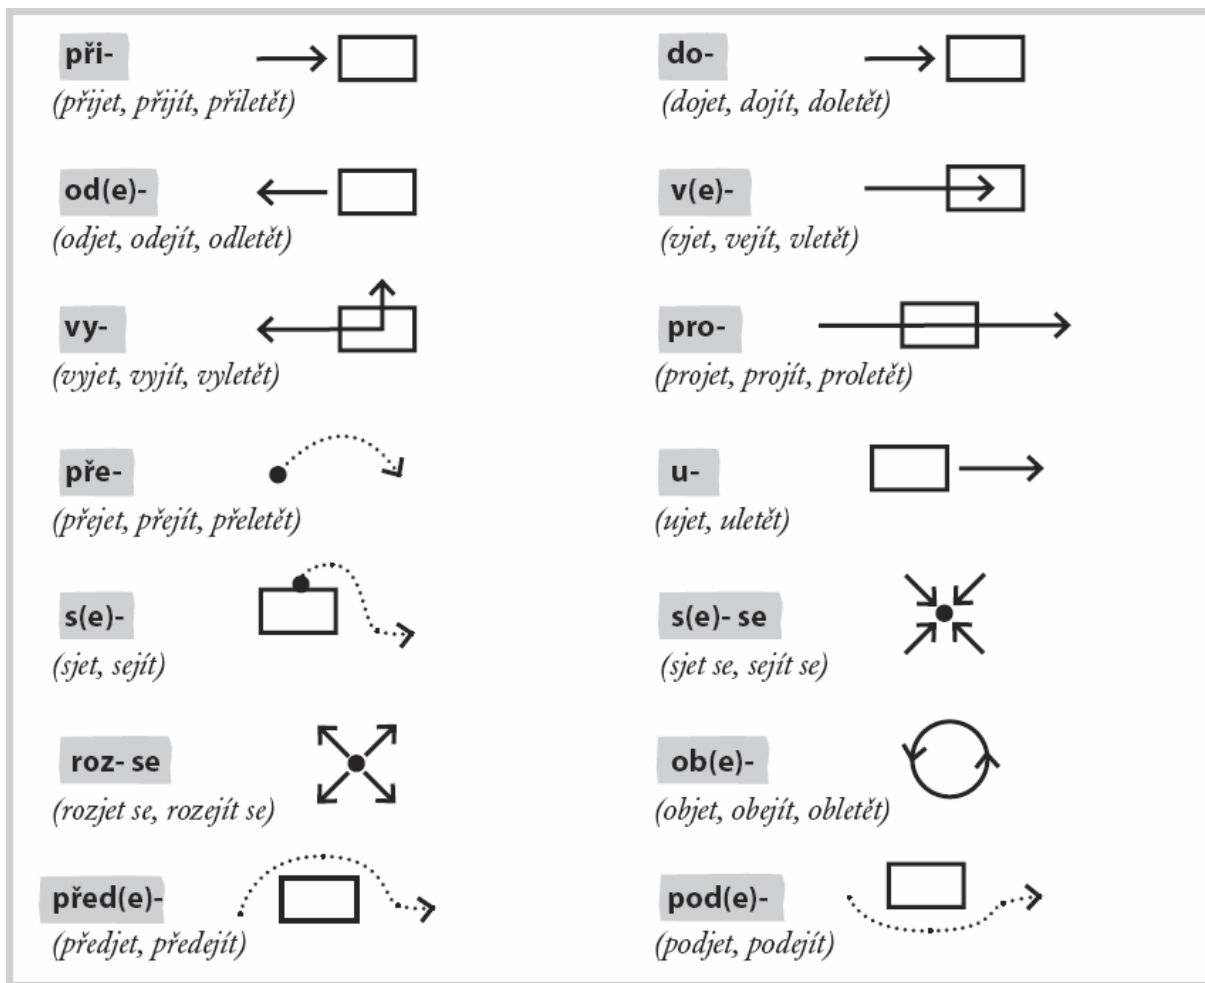 při-
(přijet, přijít, přiletět)
do-
(dojet, dojít, doletět)
od(e)-
(odjet, odejít, odletět)
v(e)-
(vjet, vejít, vletět)
vy-
(vyjet, vyjít, vyletět)
pro-
(projet, projít, proletět)
pře-
(přejet, přejít, přeletět)
u-
(ujet, uletět)
s(e)-
(sjet, sejít)
s(e)- se
(sjet se, sejít se)
roz- se
(rozjet se, rozejít se)
ob(e)-
(objet, obejít, obletět)
před(e)-
(předjet, předejít)
pod(e)-
(podjet, podejít)